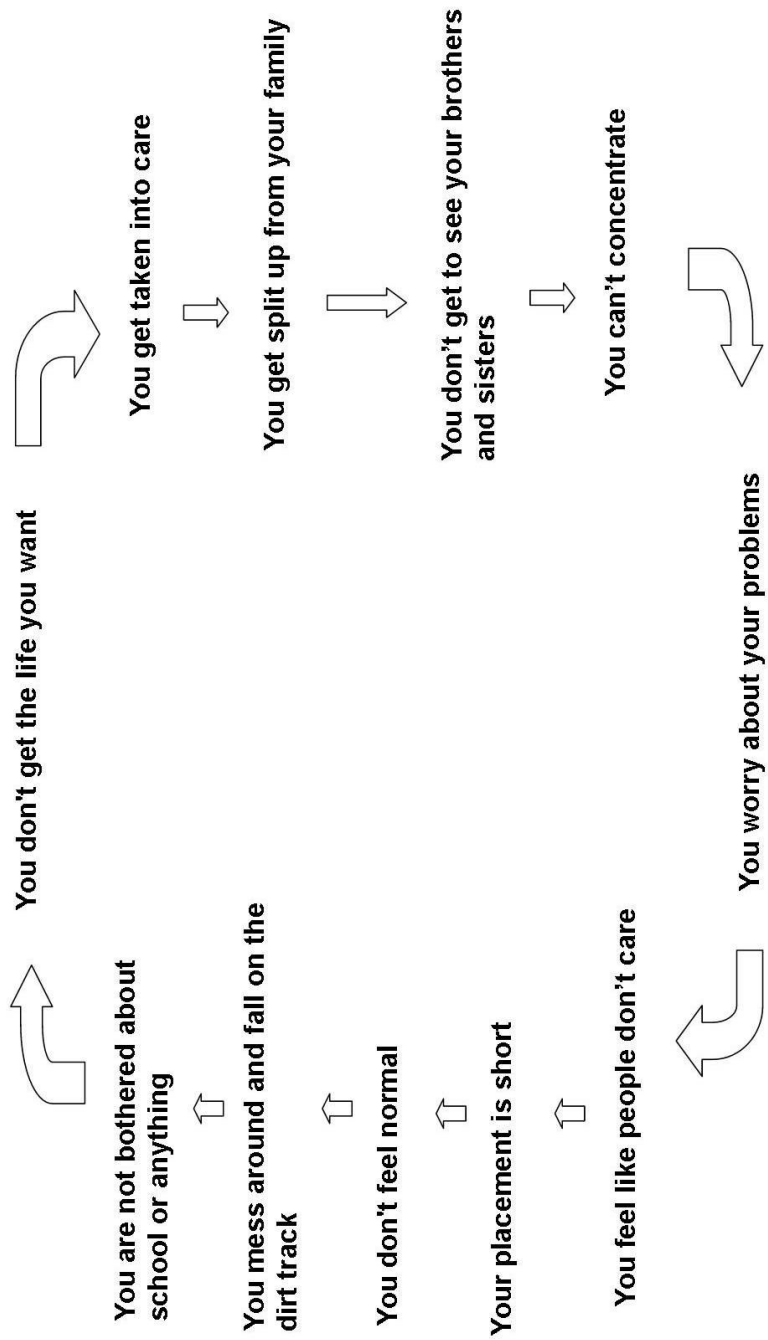 You don't get the life you want
You get taken into care
You get split up from your family
You don't get to see your brothers
and sisters
You can't concentrate
You worry about your problems
You feel like people don't care
Your placement is short
You don't feel normal
You mess around and fall on the
dirt track
You are not bothered about
school or anything